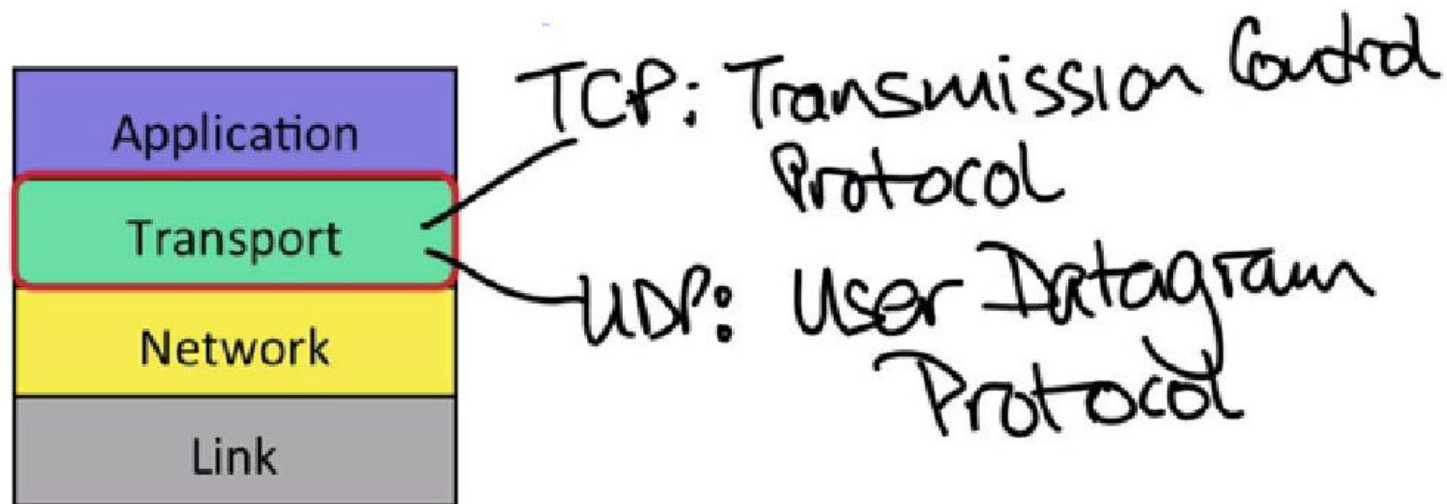 Application
Transport
Network
Link
TCP: Transmission Control
Protocol
UDP: User Datagram
Protocol